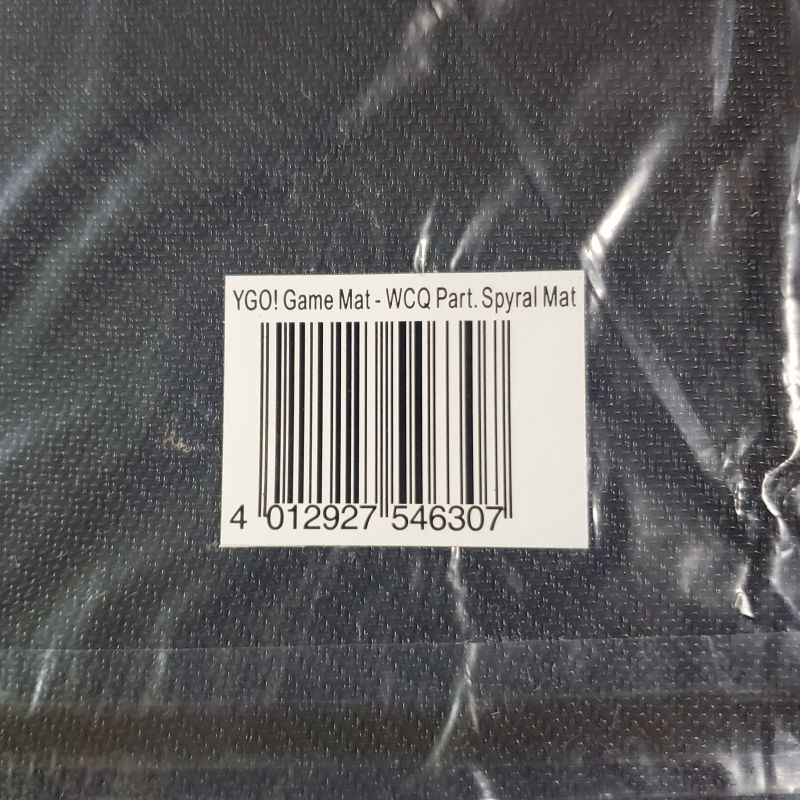 YGO! Game Mat - WCQ Part. Spyral Mat
4 012927 546307